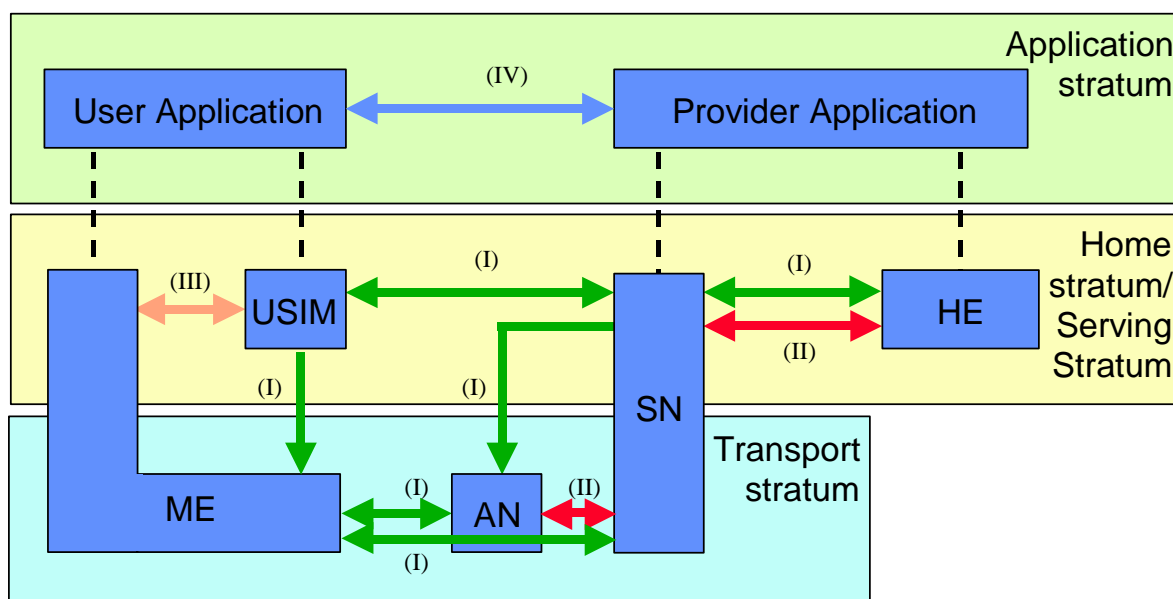 Application
stratum
(IV)
User Application
Provider Application
Home
stratum/
Serving
Stratum
(III)
(I)
(I)
USIM
HE
(II)
(I)
(I)
SN
Transport
stratum
(I)
(II)
ME
AN
(I)